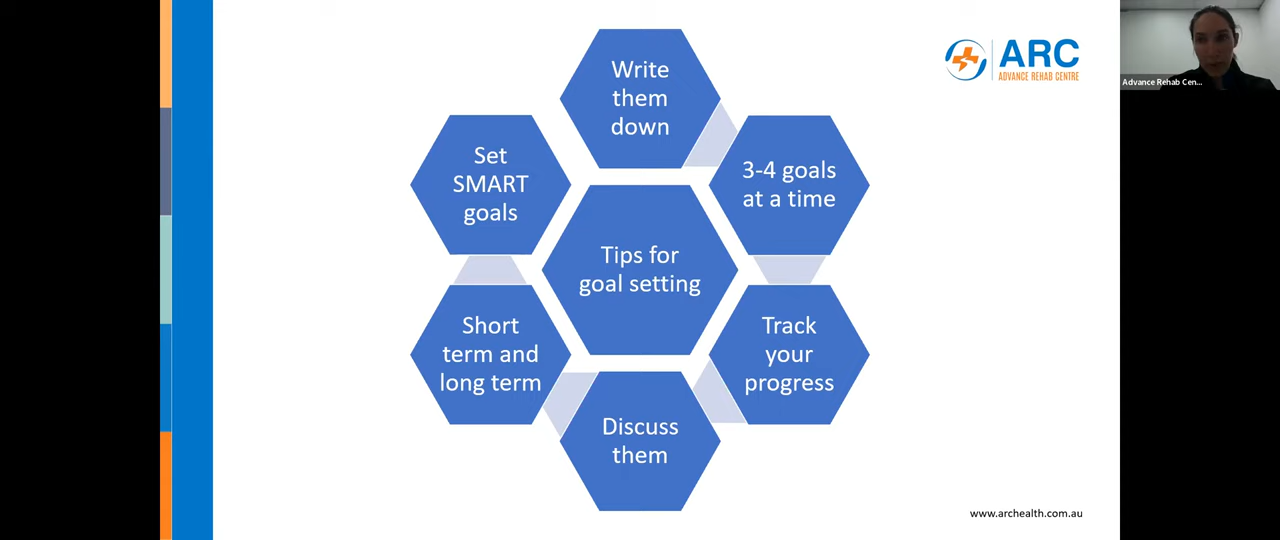 ARC
ADVANCE REHAB CENTRE
Advance Rehab Cen...
Write
them
down
3-4 goals
at a time
Track
your
progress
Discuss
them
Short
term and
long term
Set
SMART
goals
Tips for
goal setting
www.archealth.com.au